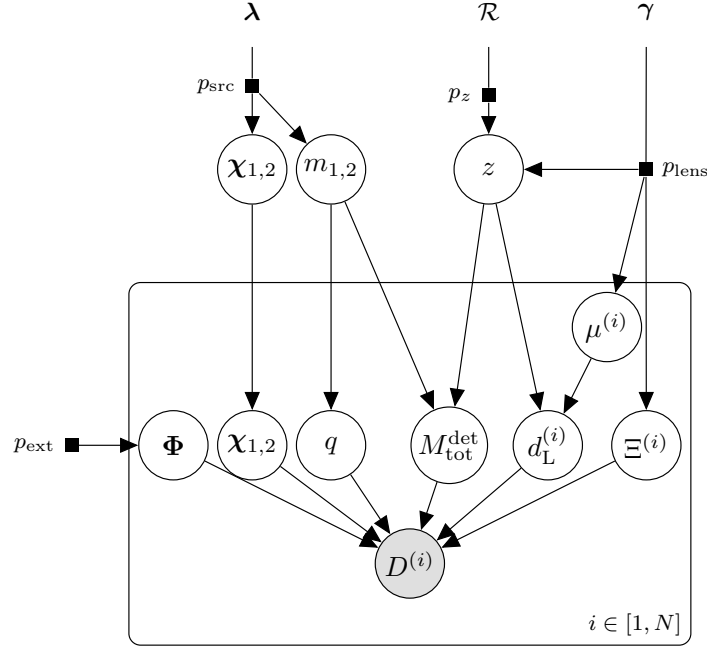 λ R γ
p_src
p_z
χ_{1,2} m_{1,2} z p_lens
μ^{(i)}
p_ext Φ χ_{1,2} q M_tot^det d_L^{(i)} Ξ^{(i)}
D^{(i)}
i ∈ [1, N]